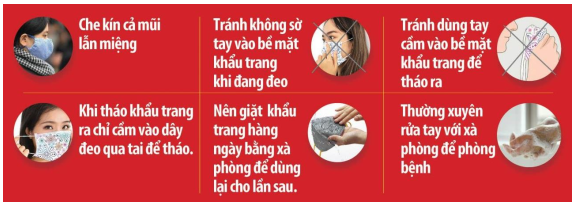 Che kín cả mũi
lẫn miệng
Tránh không sờ
tay vào bề mặt
khẩu trang
khi đang đeo
Tránh dùng tay
cầm vào bề mặt
khẩu trang để
tháo ra
Khi tháo khẩu trang
ra chỉ cầm vào dây
đeo qua tai để tháo.
Nên giặt khẩu
trang hàng
ngày bằng xà
phòng để dùng
lại cho lần sau.
Thường xuyên
rửa tay với xà
phòng để phòng
bệnh